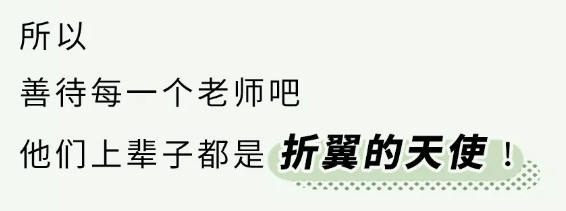 所以
善待每一个老师吧
他们上辈子都是折翼的天使！